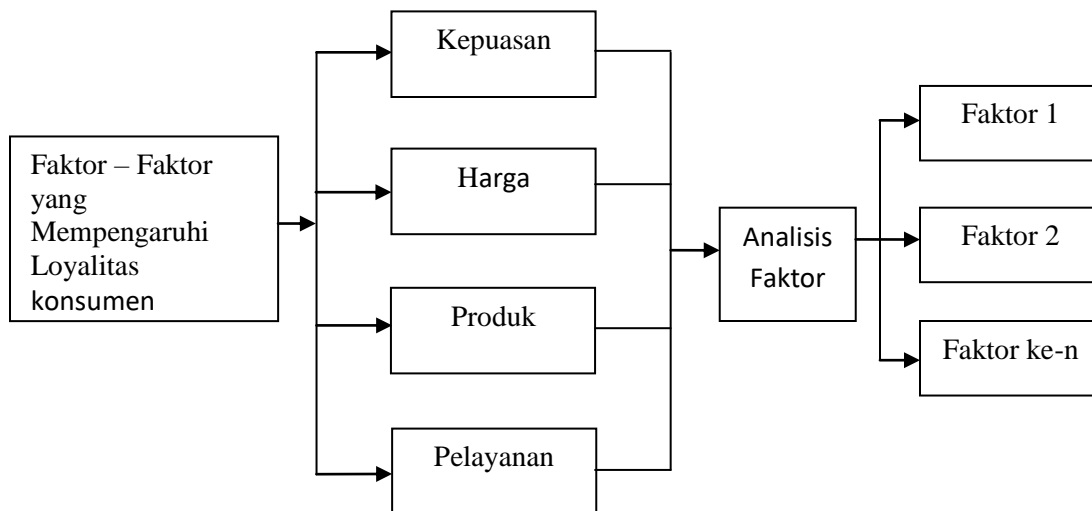 Faktor – Faktor
yang
Mempengaruhi
Loyalitas
konsumen
Kepuasan
Harga
Produk
Pelayanan
Analisis
Faktor
Faktor 1
Faktor 2
Faktor ke-n